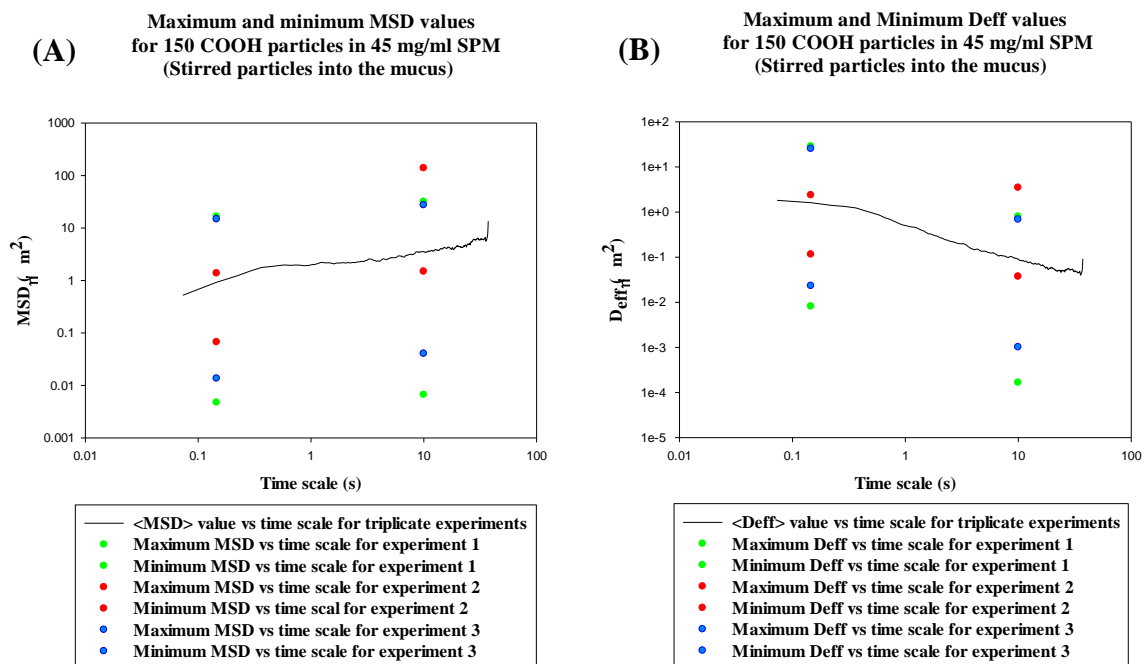 (A)
Maximum and minimum MSD values
for 150 COOH particles in 45 mg/ml SPM
(Stirred particles into the mucus)
1000
100
10
1
0.1
0.01
0.001
0.01
0.1
1
10
100
Time scale (s)
<MSD> value vs time scale for triplicate experiments
Maximum MSD vs time scale for experiment 1
Minimum MSD vs time scale for experiment 1
Maximum MSD vs time scale for experiment 2
Minimum MSD vs time scal for experiment 2
Maximum MSD vs time scale for experiment 3
Minimum MSD vs time scale for experiment 3
(B)
Maximum and Minimum Deff values
for 150 COOH particles in 45 mg/ml SPM
(Stirred particles into the mucus)
1e+2
1e+1
1e+0
1e-1
1e-2
1e-3
1e-4
1e-5
0.01
0.1
1
10
100
Time scale (s)
<Deff> value vs time scale for triplicate experiments
Maximum Deff vs time scale for experiment 1
Minimum Deff vs time scale for experiment 1
Maximum Deff vs time scale for experiment 2
Minimum Deff vs time scale for experiment 2
Maximum Deff vs time scale for experiment 3
Minimum Deff vs time scale for experiment 3